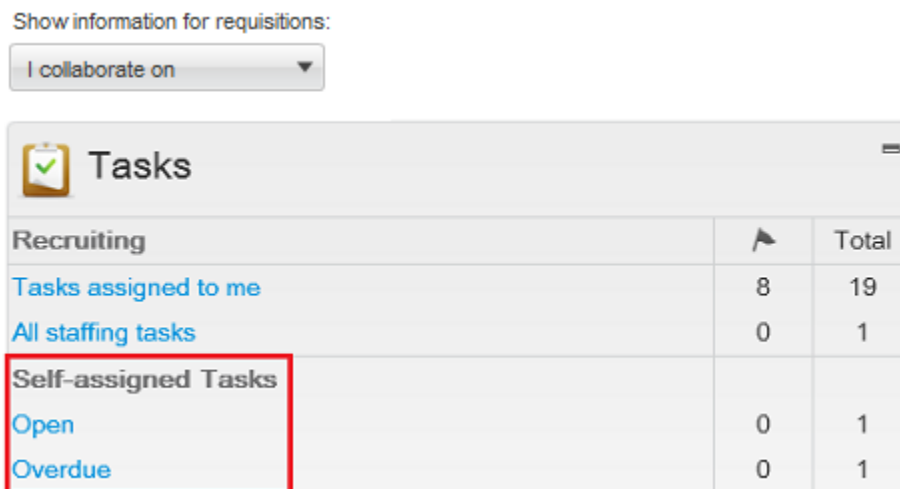 Show information for requisitions:
I collaborate on
Tasks
Recruiting Total
Tasks assigned to me 8 19
All staffing tasks 0 1
Self-assigned Tasks
Open 0 1
Overdue 0 1